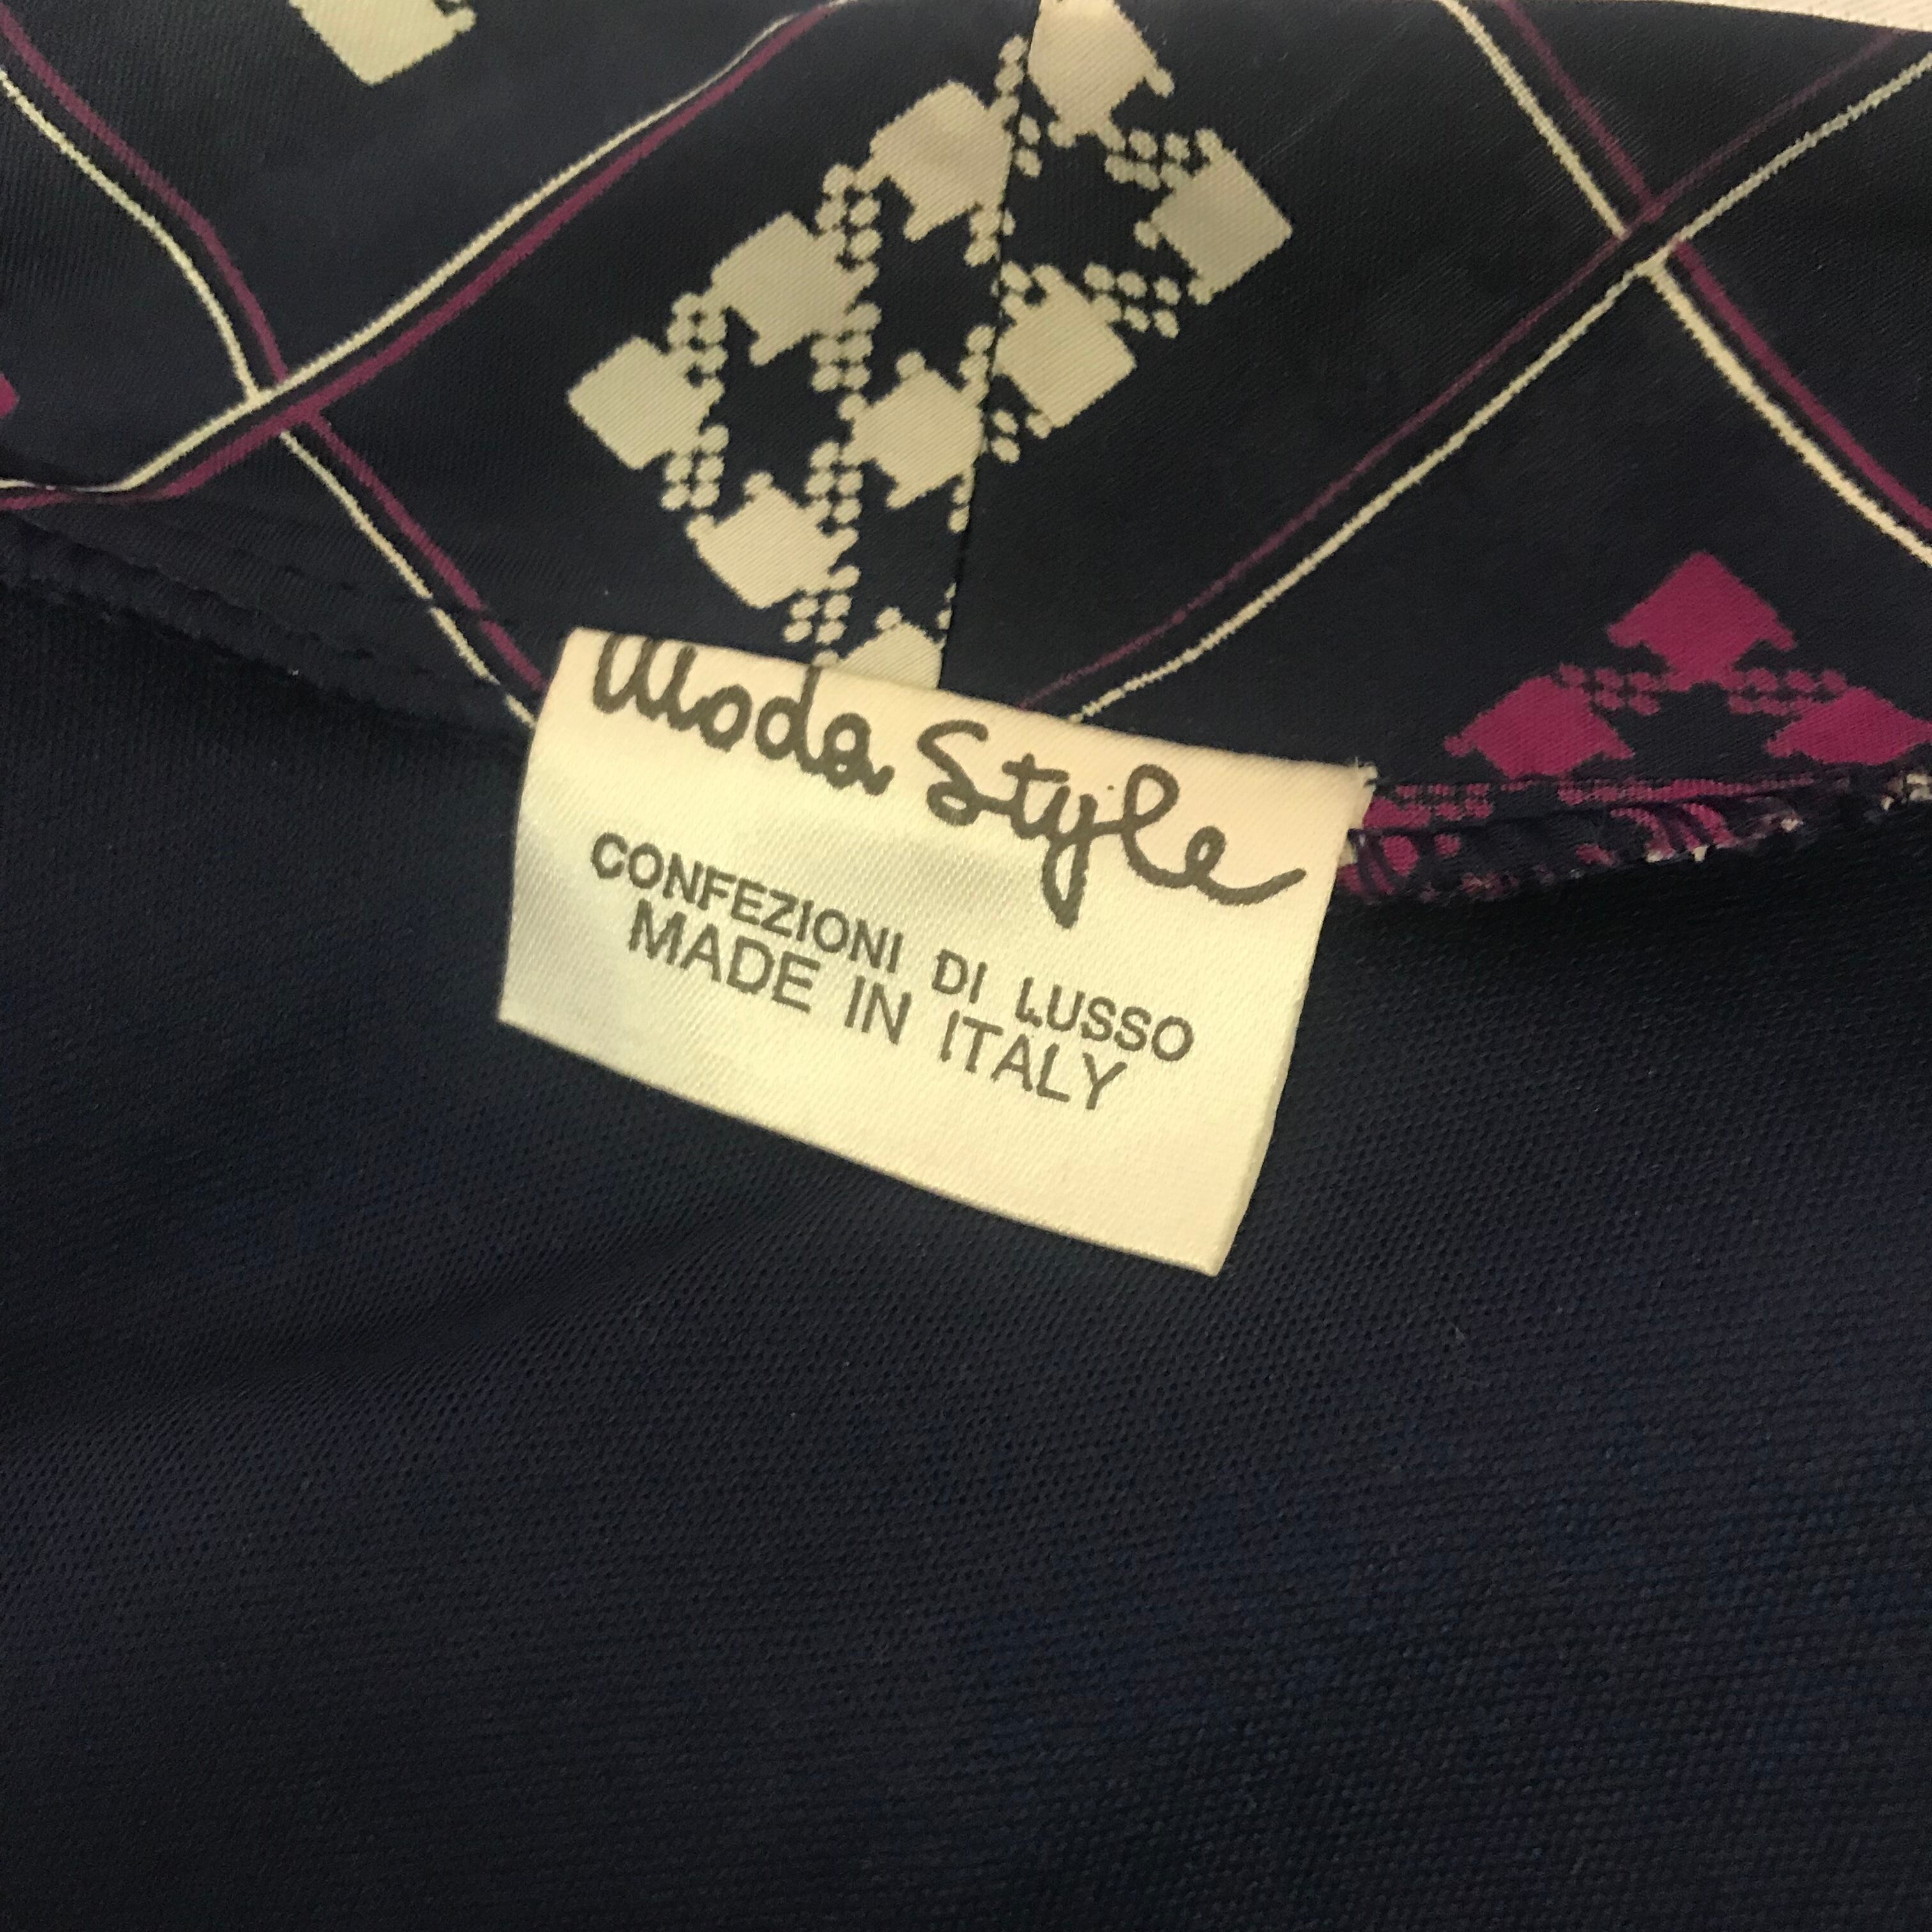 Moda Style
CONFEZIONI DI LUSSO
MADE IN ITALY